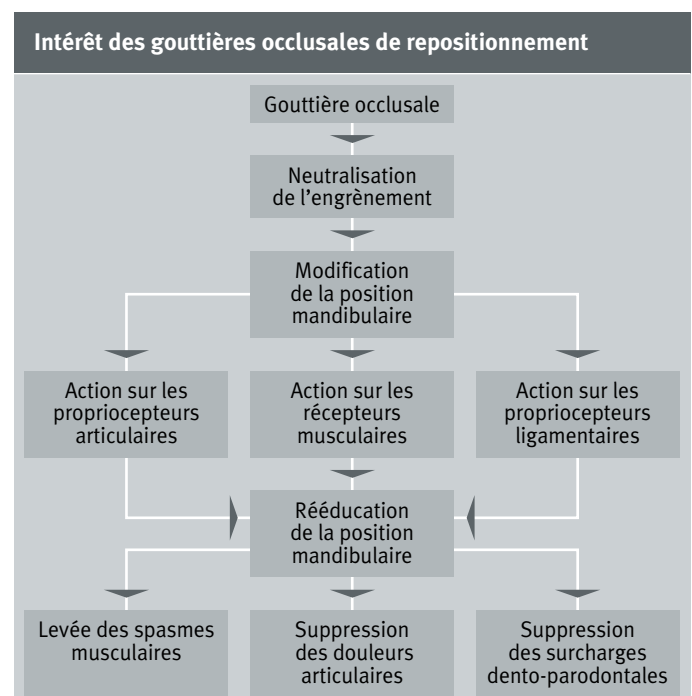 Intérêt des gouttières occlusales de repositionnement
Gouttière occlusale
Neutralisation
de l’engrènement
Modification
de la position
mandibulaire
Action sur les
propriocepteurs
articulaires
Action sur les
récepteurs
musculaires
Action sur les
propriocepteurs
ligamentaires
Rééducation
de la position
mandibulaire
Levée des spasmes
musculaires
Suppression
des douleurs
articulaires
Suppression
des surcharges
dento-parodontales